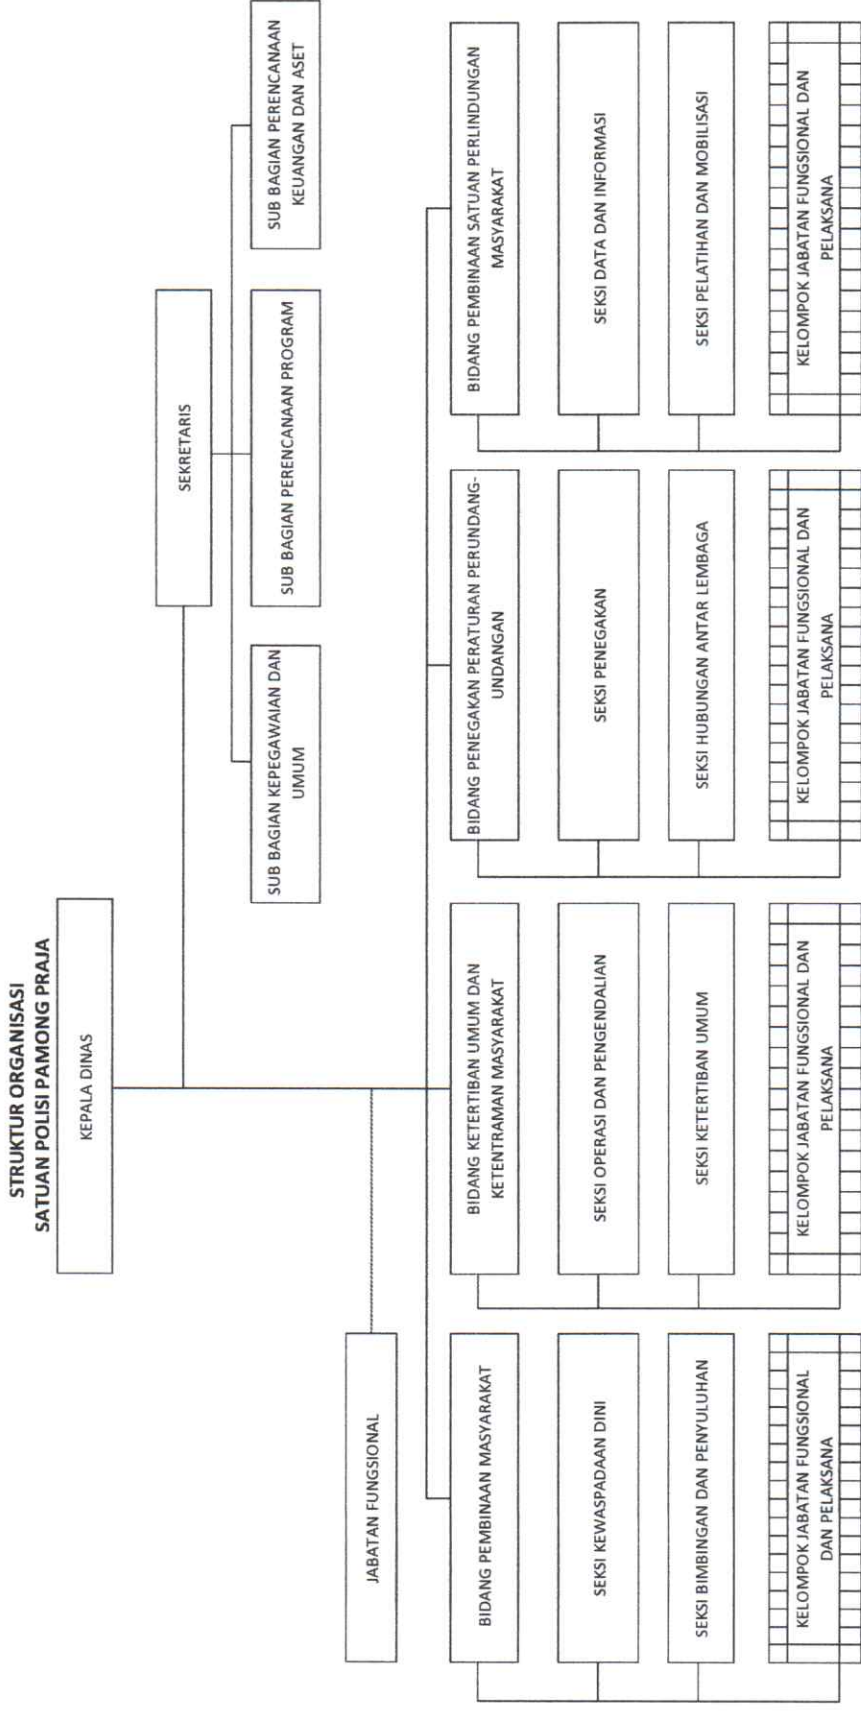 STRUKTUR ORGANISASI
SATUAN POLISI PAMONG PRAJA
KEPALA DINAS
SEKRETARIS
SUB BAGIAN KEPEGAWAIAN DAN
UMUM
SUB BAGIAN PERENCANAAN PROGRAM
SUB BAGIAN PERENCANAAN
KEUANGAN DAN ASET
JABATAN FUNGSIONAL
BIDANG PEMBINAAN MASYARAKAT
SEKSI KEWASPADAAN DINI
SEKSI BIMBINGAN DAN PENYULUHAN
KELOMPOK JABATAN FUNGSIONAL
DAN PELAKSANA
BIDANG KETERTIBAN UMUM DAN
KETENTRAMAN MASYARAKAT
SEKSI OPERASI DAN PENGENDALIAN
SEKSI KETERTIBAN UMUM
KELOMPOK JABATAN FUNGSIONAL DAN
PELAKSANA
BIDANG PENEGAKAN PERATURAN PERUNDANG-
UNDANGAN
SEKSI PENEGAKAN
SEKSI HUBUNGAN ANTAR LEMBAGA
KELOMPOK JABATAN FUNGSIONAL DAN
PELAKSANA
BIDANG PEMBINAAN SATUAN PERLINDUNGAN
MASYARAKAT
SEKSI DATA DAN INFORMASI
SEKSI PELATIHAN DAN MOBILISASI
KELOMPOK JABATAN FUNGSIONAL DAN
PELAKSANA